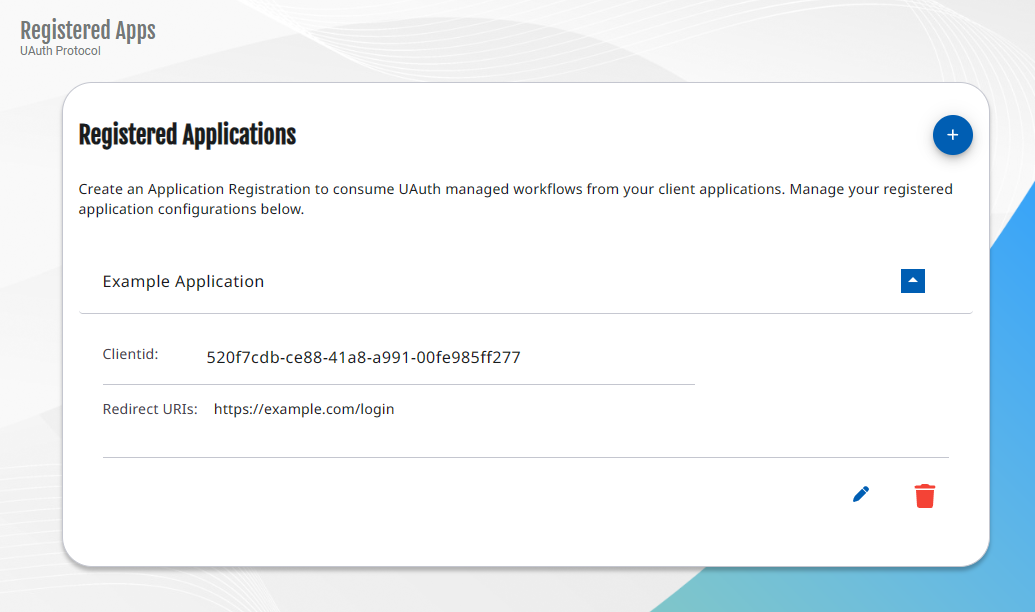 Registered Apps
UAuth Protocol
Registered Applications
Create an Application Registration to consume UAuth managed workflows from your client applications. Manage your registered
application configurations below.
Example Application
Clientid: 520f7cdb-ce88-41a8-a991-00fe985ff277
Redirect URIs: https://example.com/login